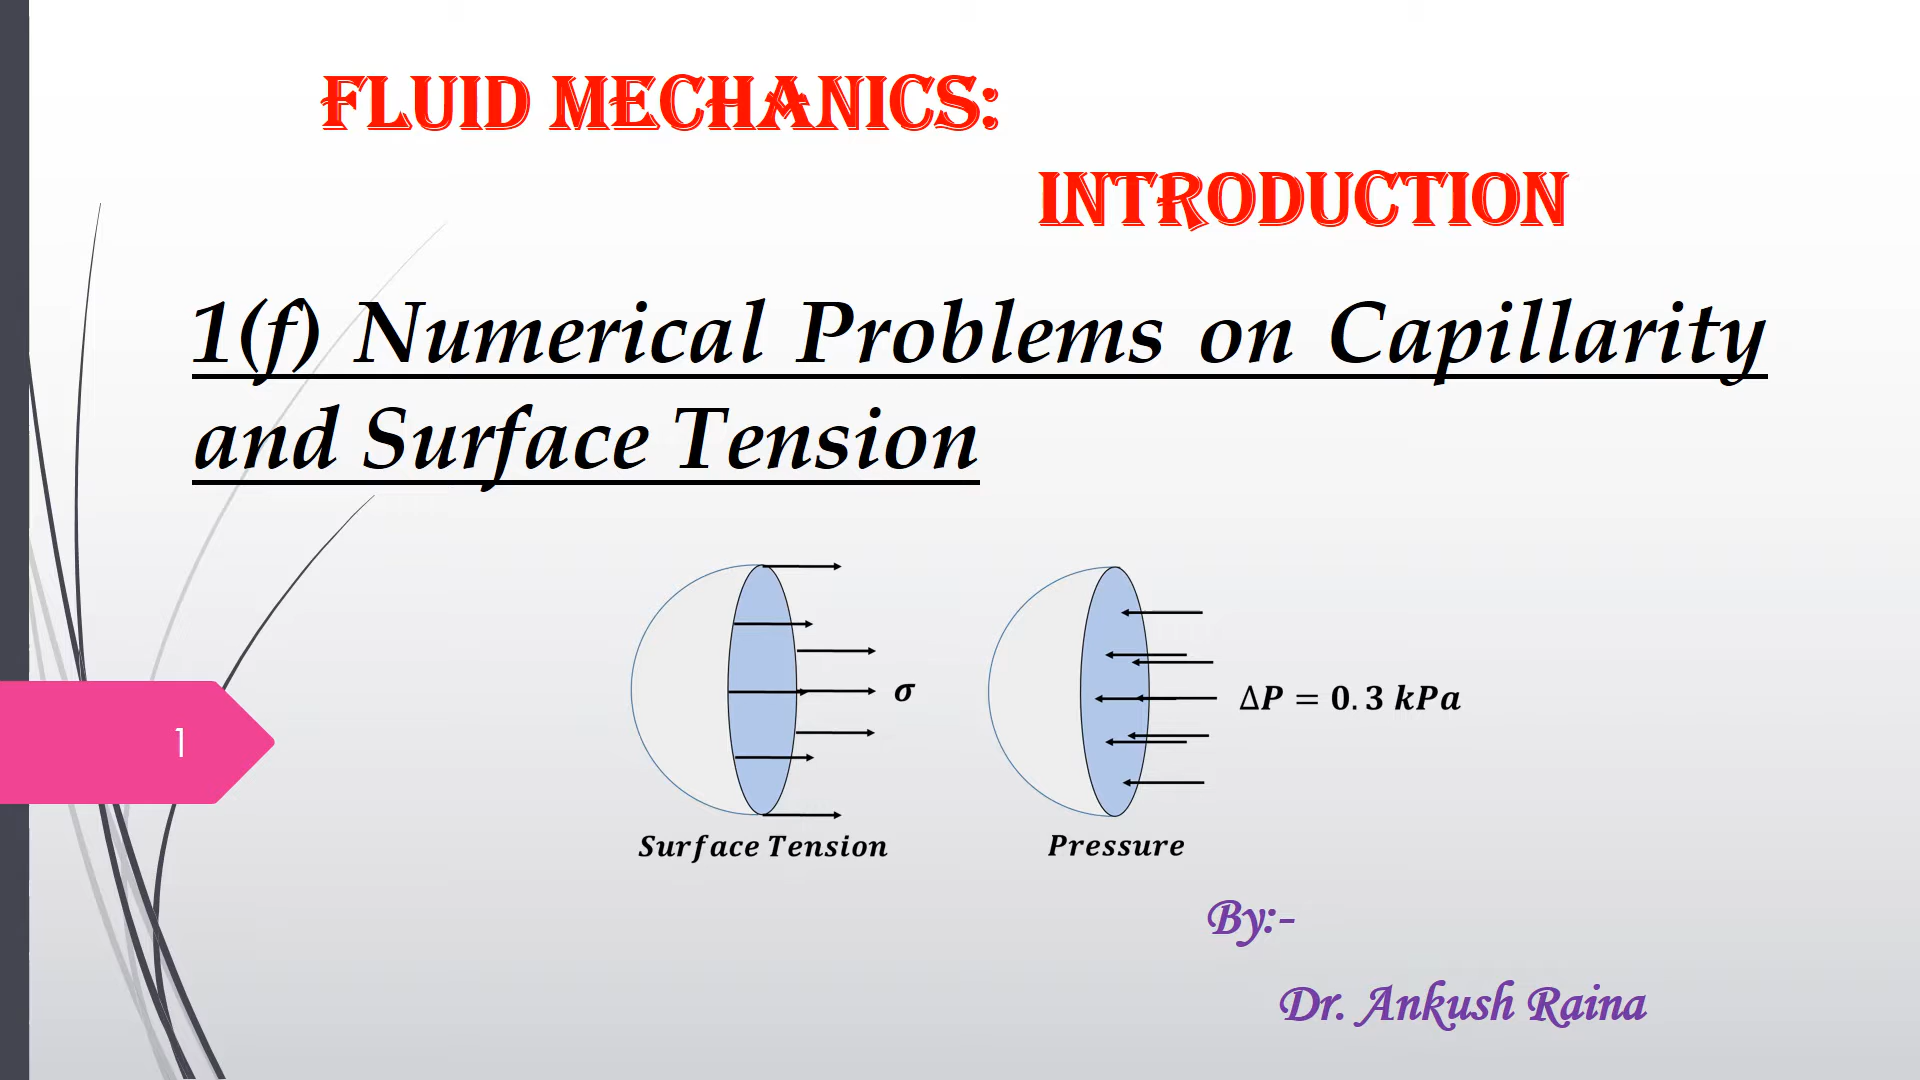 FLUID MECHANICS:
INTRODUCTION
1(f) Numerical Problems on Capillarity
and Surface Tension
σ
ΔP = 0.3 kPa
1
Surface Tension
Pressure
By:-
Dr. Ankush Raina